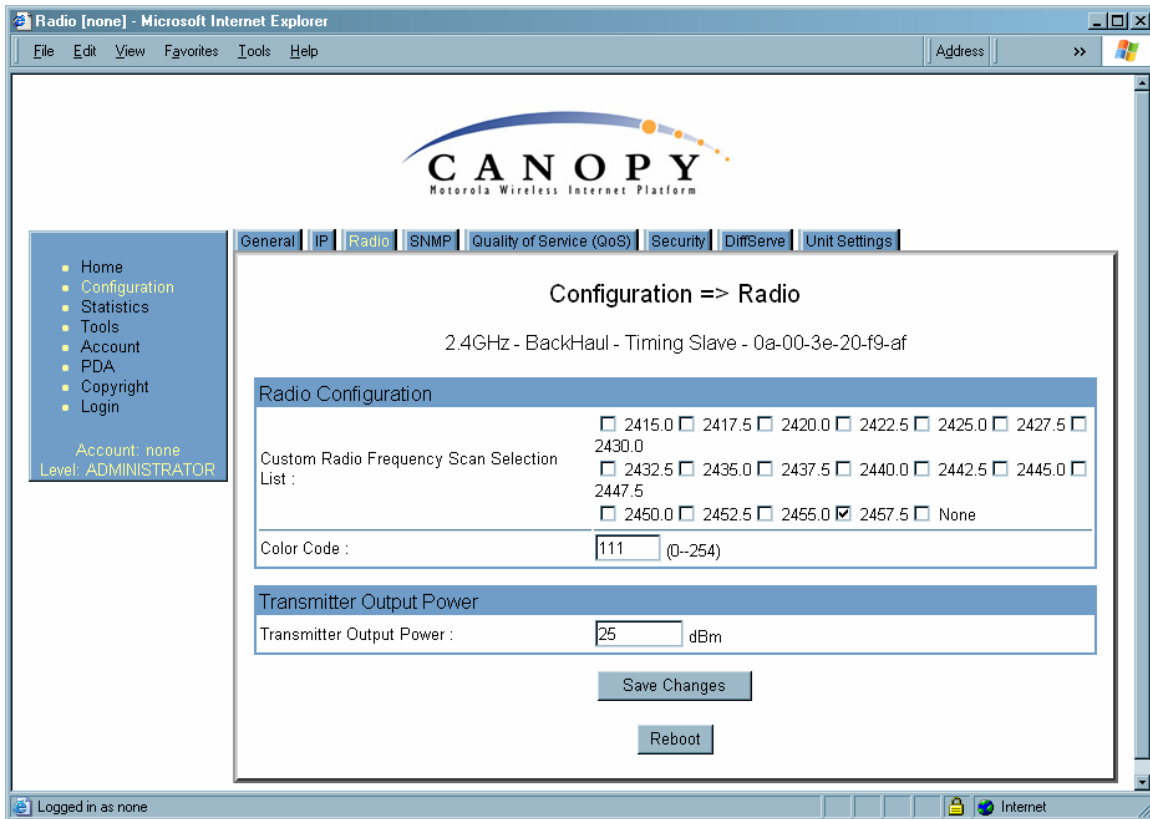 Radio [none] - Microsoft Internet Explorer
File Edit View Favorites Tools Help
Address »
CANOPY
Motorola Wireless Internet Platform
General IP Radio SNMP Quality of Service (QoS) Security DiffServe Unit Settings
Home
Configuration
Statistics
Tools
Account
PDA
Copyright
Login
Account: none
Level: ADMINISTRATOR
Configuration => Radio
2.4GHz - BackHaul - Timing Slave - 0a-00-3e-20-f9-af
Radio Configuration
Custom Radio Frequency Scan Selection
List :
2415.0 2417.5 2420.0 2422.5 2425.0 2427.5
2430.0
2432.5 2435.0 2437.5 2440.0 2442.5 2445.0
2447.5
2450.0 2452.5 2455.0 2457.5 None
Color Code : 111 (0--254)
Transmitter Output Power
Transmitter Output Power : 25 dBm
Save Changes
Reboot
Logged in as none
Internet